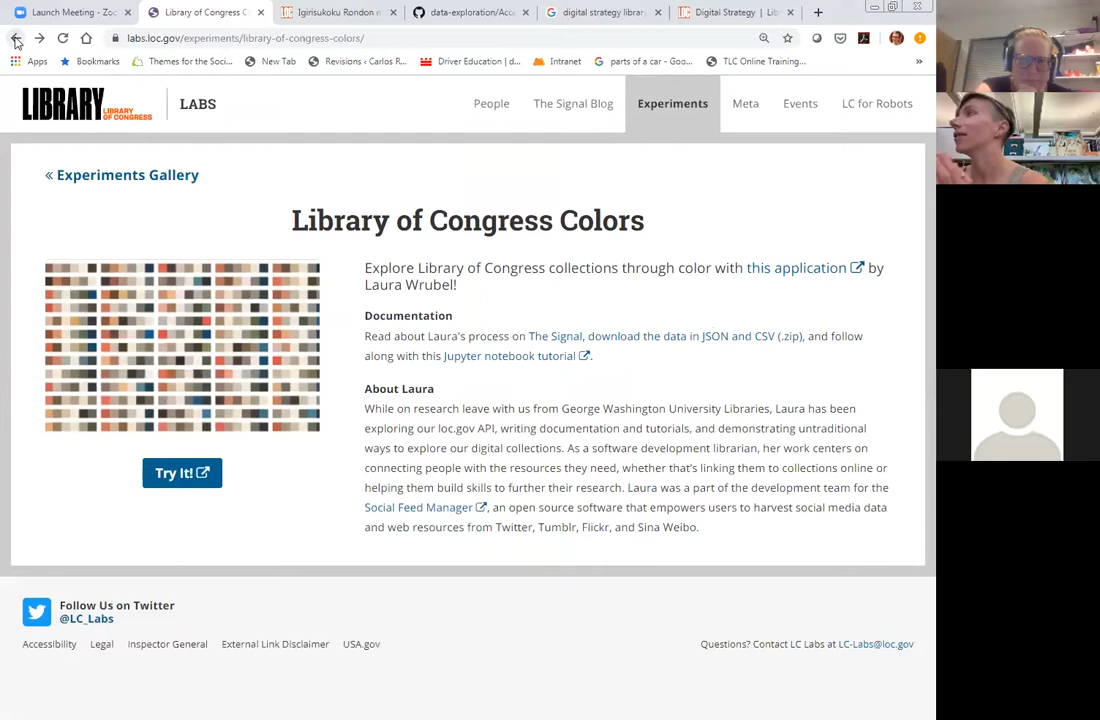 Launch Meeting - Zoo
Library of Congress C
Igirisukoku Rondon n
data-exploration/Acce
digital strategy library
Digital Strategy | Lib
labs.loc.gov/experiments/library-of-congress-colors/
Apps
Bookmarks
Themes for the Soci...
New Tab
Revisions ‹ Carlos R...
Driver Education | d...
Intranet
parts of a car - Goo...
TLC Online Training...
LIBRARY
LIBRARY OF CONGRESS
LABS
People
The Signal Blog
Experiments
Meta
Events
LC for Robots
« Experiments Gallery
Library of Congress Colors
Explore Library of Congress collections through color with this application by
Laura Wrubel!
Documentation
Read about Laura's process on The Signal, download the data in JSON and CSV (.zip), and follow
along with this Jupyter notebook tutorial.
About Laura
While on research leave with us from George Washington University Libraries, Laura has been
exploring our loc.gov API, writing documentation and tutorials, and demonstrating untraditional
ways to explore our digital collections. As a software development librarian, her work centers on
connecting people with the resources they need, whether that's linking them to collections online or
helping them build skills to further their research. Laura was a part of the development team for the
Social Feed Manager, an open source software that empowers users to harvest social media data
and web resources from Twitter, Tumblr, Flickr, and Sina Weibo.
Try It!
Follow Us on Twitter
@LC_Labs
Accessibility
Legal
Inspector General
External Link Disclaimer
USA.gov
Questions? Contact LC Labs at LC-Labs@loc.gov